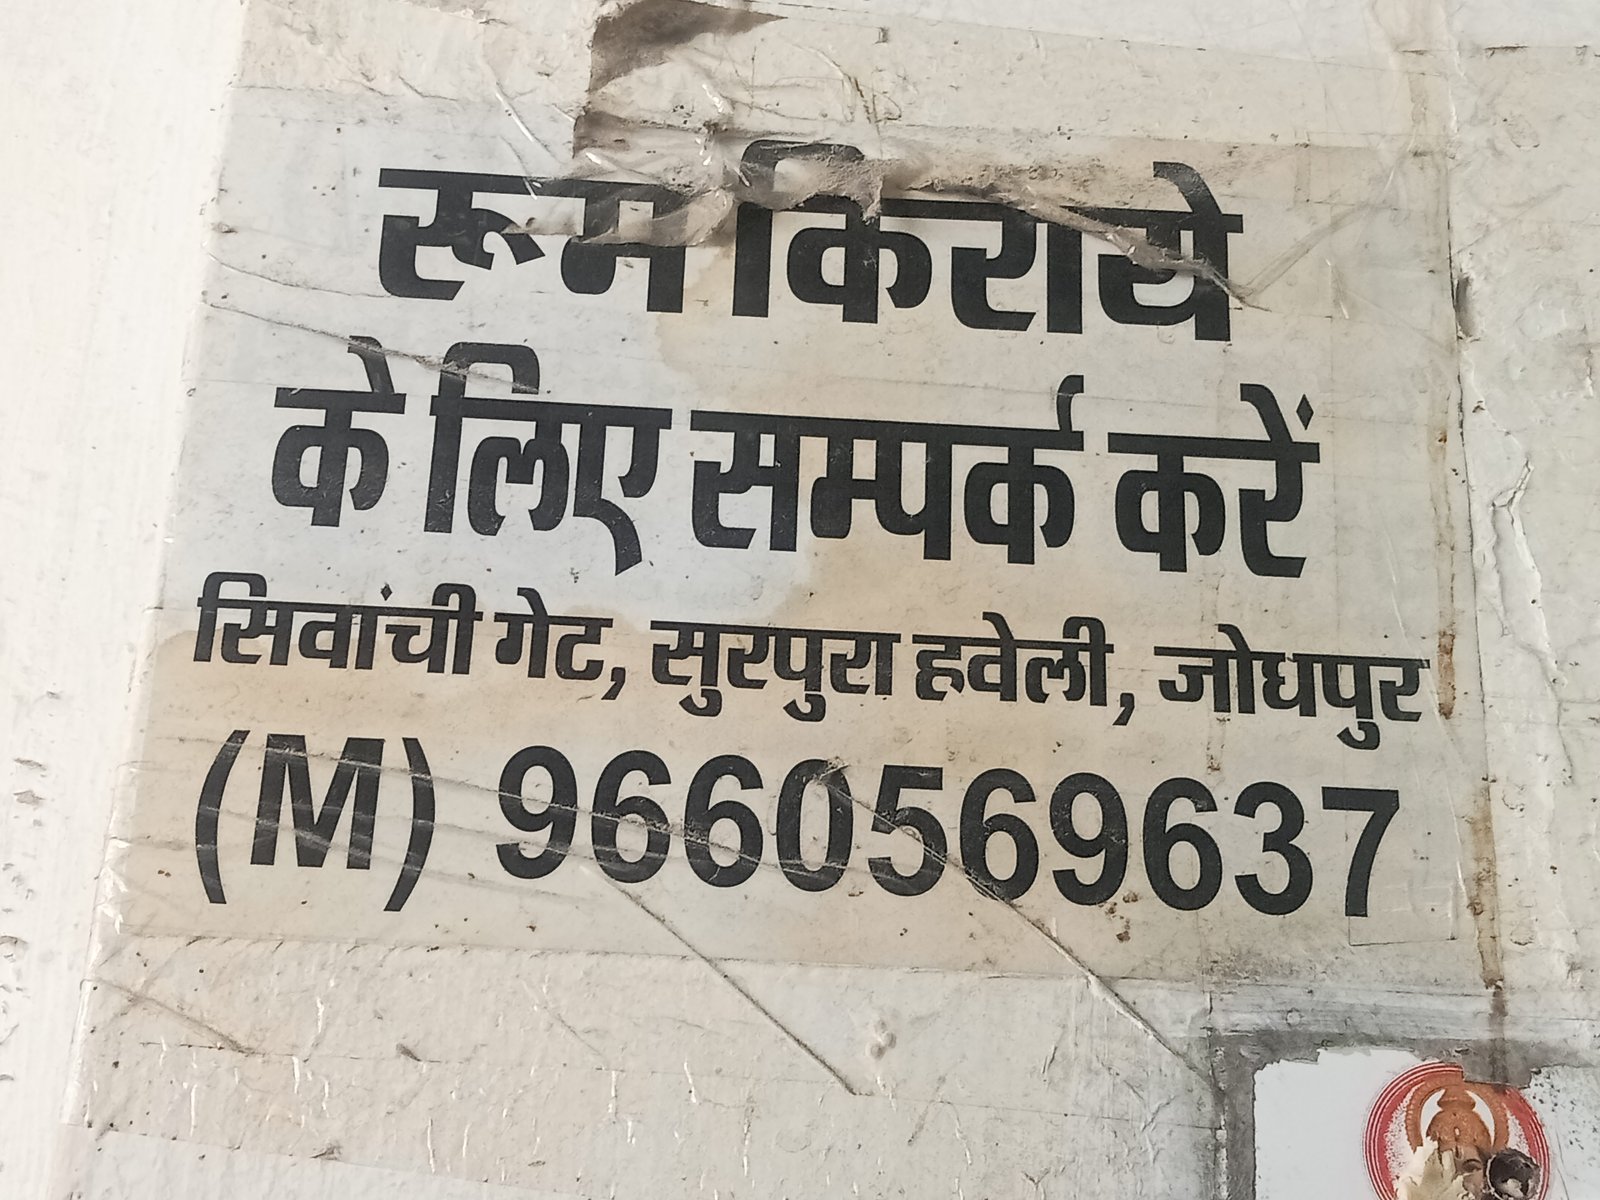 रूम किराये
के लिए सम्पर्क करें
सिवांची गेट, सुरपुरा हवेली, जोधपुर
(M) 9660569637